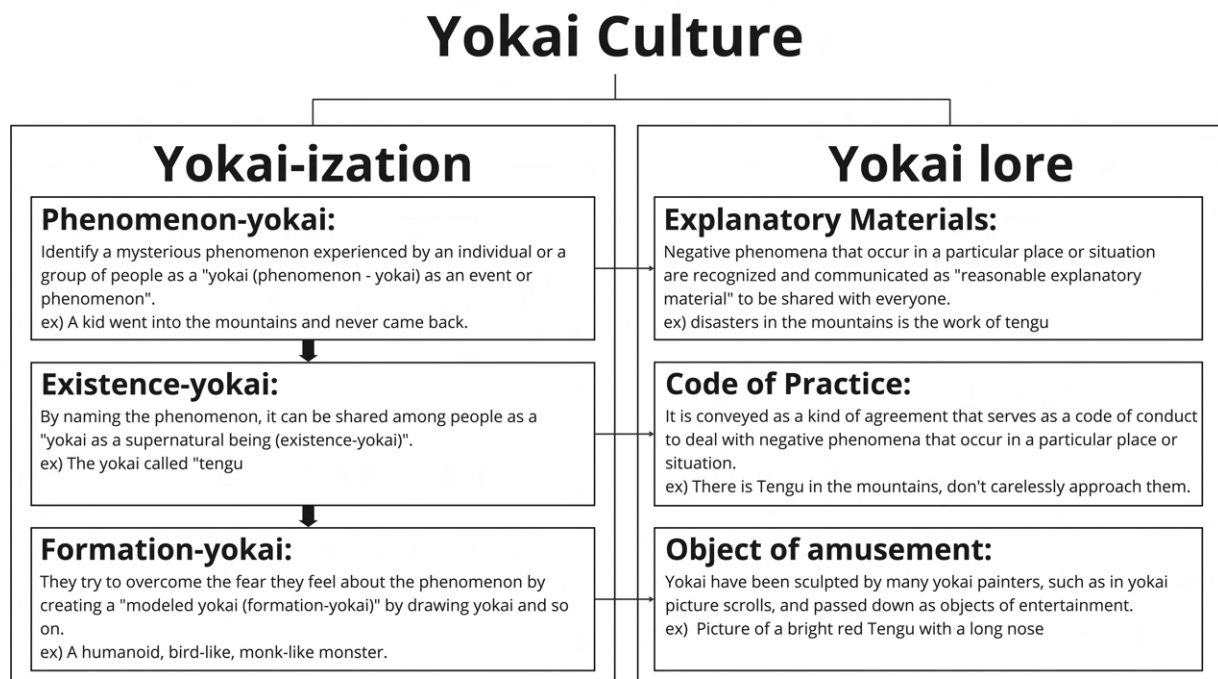 Yokai Culture
Yokai-ization
Phenomenon-yokai:
Identify a mysterious phenomenon experienced by an individual or a
group of people as a "yokai (phenomenon - yokai) as an event or
phenomenon".
ex) A kid went into the mountains and never came back.
Existence-yokai:
By naming the phenomenon, it can be shared among people as a
"yokai as a supernatural being (existence-yokai)".
ex) The yokai called "tengu
Formation-yokai:
They try to overcome the fear they feel about the phenomenon by
creating a "modeled yokai (formation-yokai)" by drawing yokai and so
on.
ex) A humanoid, bird-like, monk-like monster.
Yokai lore
Explanatory Materials:
Negative phenomena that occur in a particular place or situation
are recognized and communicated as "reasonable explanatory
material" to be shared with everyone.
ex) disasters in the mountains is the work of tengu
Code of Practice:
It is conveyed as a kind of agreement that serves as a code of conduct
to deal with negative phenomena that occur in a particular place or
situation.
ex) There is Tengu in the mountains, don't carelessly approach them.
Object of amusement:
Yokai have been sculpted by many yokai painters, such as in yokai
picture scrolls, and passed down as objects of entertainment.
ex) Picture of a bright red Tengu with a long nose